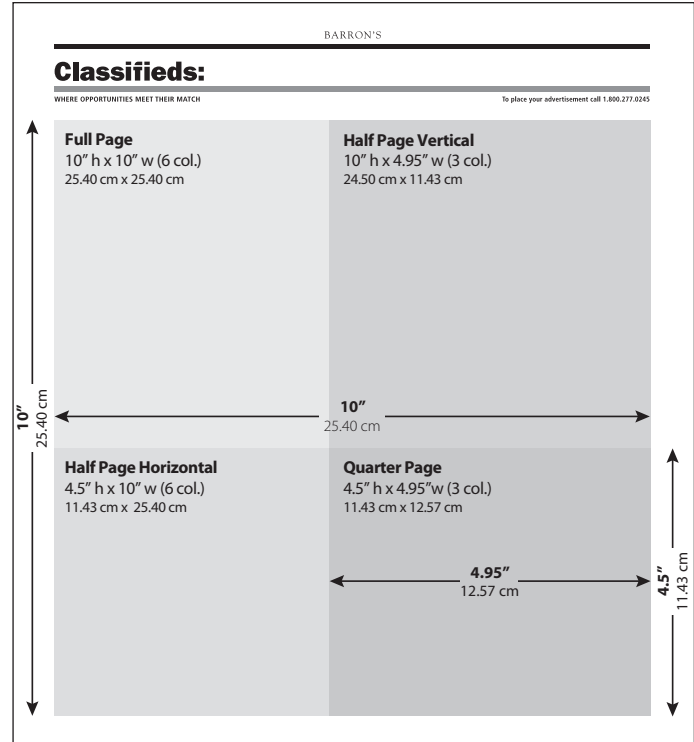 BARRON'S
Classifieds:
WHERE OPPORTUNITIES MEET THEIR MATCH
To place your advertisement call 1.800.277.0245
Full Page
10″ h x 10″ w (6 col.)
25.40 cm x 25.40 cm
Half Page Vertical
10″ h x 4.95″ w (3 col.)
24.50 cm x 11.43 cm
10″
25.40 cm
10″
25.40 cm
Half Page Horizontal
4.5″ h x 10″ w (6 col.)
11.43 cm x 25.40 cm
Quarter Page
4.5″ h x 4.95″w (3 col.)
11.43 cm x 12.57 cm
4.95″
12.57 cm
4.5″
11.43 cm